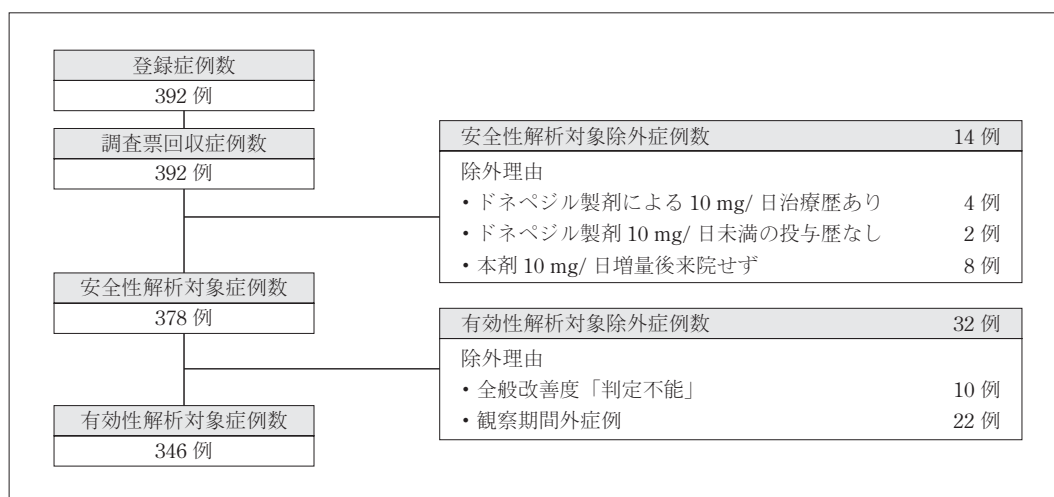 登録症例数
392 例
調査票回収症例数
392 例
安全性解析対象除外症例数 14 例
除外理由
・ドネペジル製剤による 10 mg/ 日治療歴あり 4 例
・ドネペジル製剤 10 mg/ 日未満の投与歴なし 2 例
・本剤 10 mg/ 日増量後来院せず 8 例
安全性解析対象症例数
378 例
有効性解析対象除外症例数 32 例
除外理由
・全般改善度「判定不能」 10 例
・観察期間外症例 22 例
有効性解析対象症例数
346 例